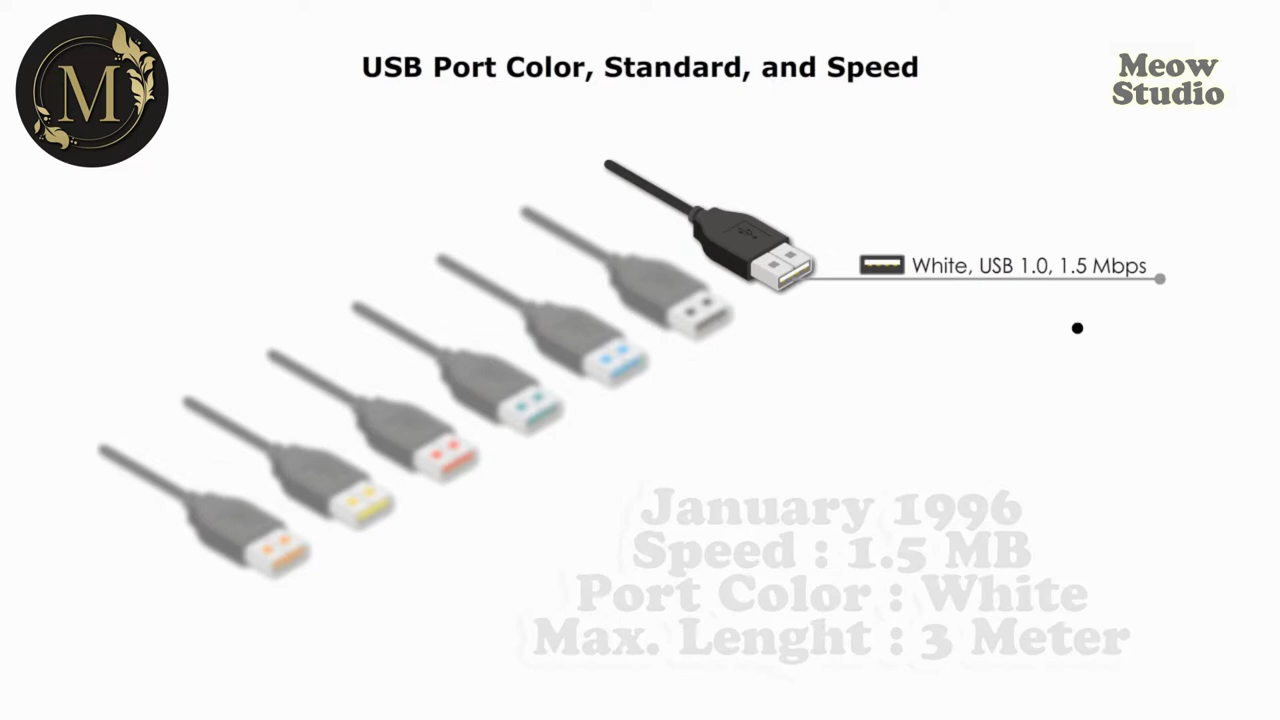 M
USB Port Color, Standard, and Speed
Meow
Studio
White, USB 1.0, 1.5 Mbps
January 1996
Speed : 1.5 MB
Port Color : White
Max. Lenght : 3 Meter